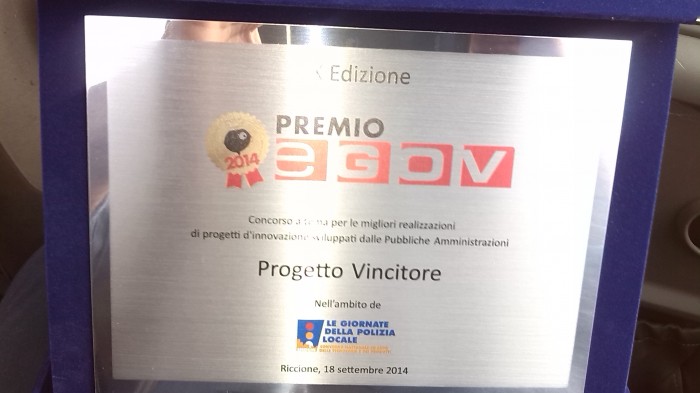 X Edizione
PREMIO
2014
eGOV
Concorso a tema per le migliori realizzazioni
di progetti d'innovazione sviluppati dalle Pubbliche Amministrazioni
Progetto Vincitore
Nell'ambito de
LE GIORNATE
DELLA POLIZIA
LOCALE
Riccione, 18 settembre 2014